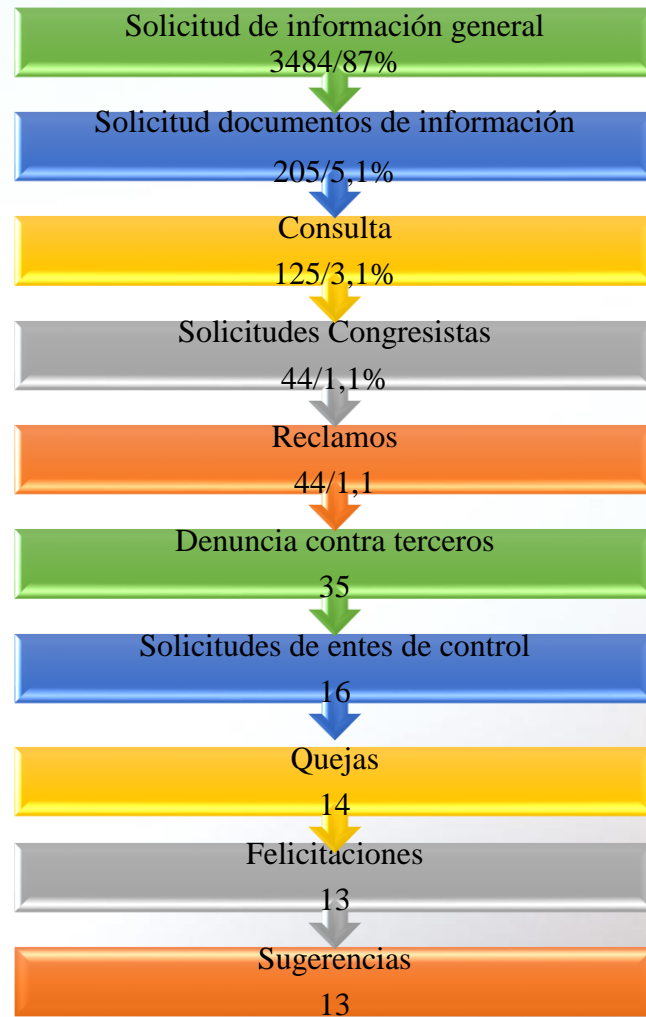 Solicitud de información general
3484/87%
Solicitud documentos de información
205/5,1%
Consulta
125/3,1%
Solicitudes Congresistas
44/1,1%
Reclamos
44/1,1
Denuncia contra terceros
35
Solicitudes de entes de control
16
Quejas
14
Felicitaciones
13
Sugerencias
13